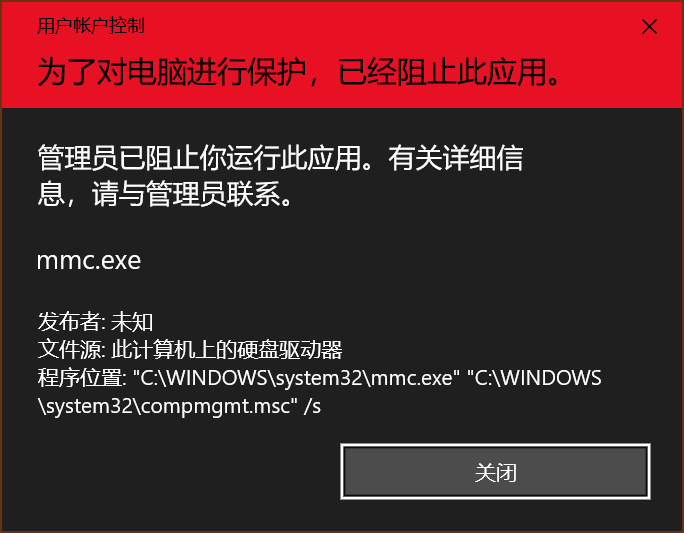 用户帐户控制
为了对电脑进行保护，已经阻止此应用。
管理员已阻止你运行此应用。有关详细信
息，请与管理员联系。
mmc.exe
发布者: 未知
文件源: 此计算机上的硬盘驱动器
程序位置: "C:\WINDOWS\system32\mmc.exe" "C:\WINDOWS
\system32\compmgmt.msc" /s
关闭